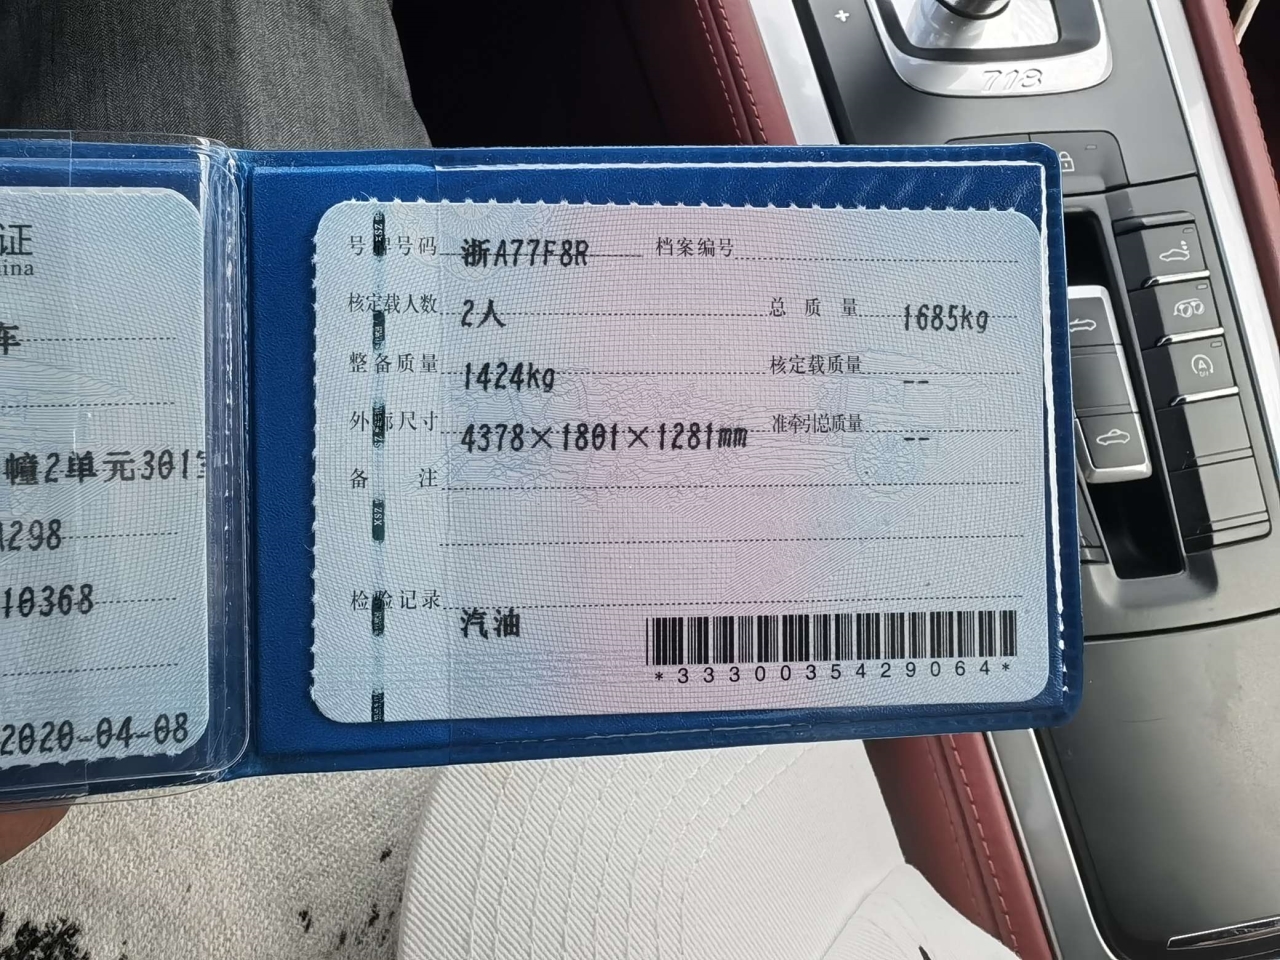 718
证
ina
车
幢2单元301室
A298
10368
2020-04-08
号牌号码 浙A77F8R 档案编号
核定载人数 2人 总质量 1685kg
整备质量 1424kg 核定载质量 --
外廓尺寸 4378×1801×1281mm 准牵引总质量 --
备注
检验记录
汽油
*3330035429064*